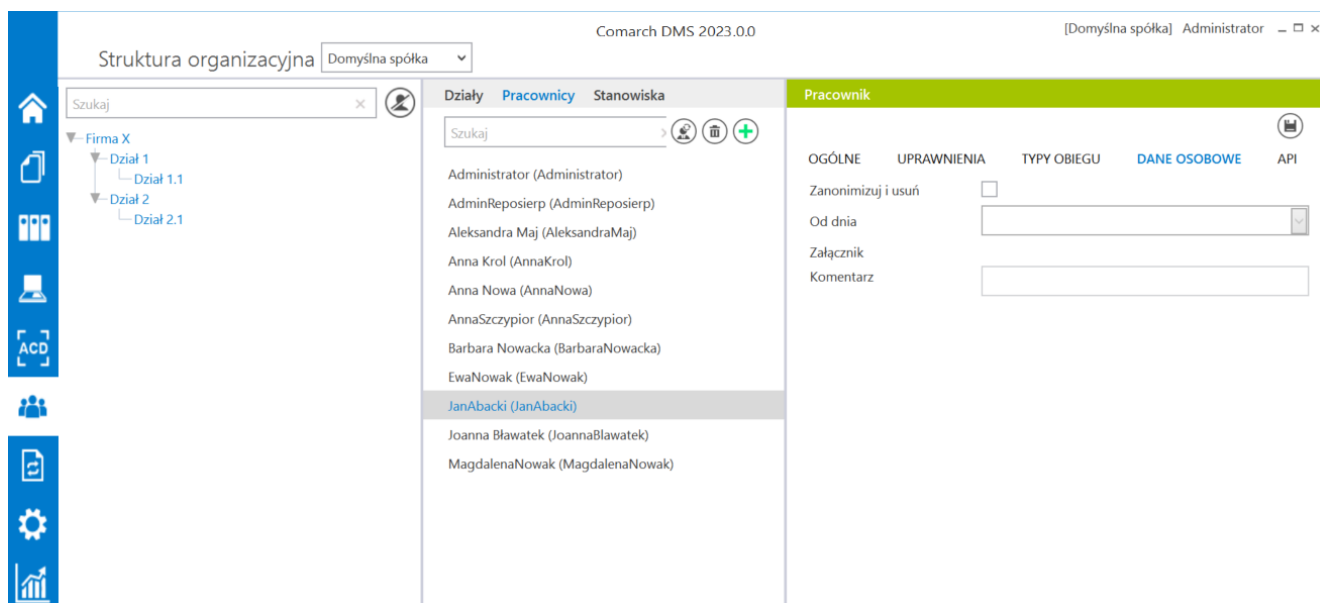 Comarch DMS 2023.0.0
[Domyślna spółka] Administrator
Struktura organizacyjna Domyślna spółka
Szukaj
Firma X
Dział 1
Dział 1.1
Dział 2
Dział 2.1
ACD
Działy Pracownicy Stanowiska
Szukaj
Administrator (Administrator)
AdminReposierp (AdminReposierp)
Aleksandra Maj (AleksandraMaj)
Anna Krol (AnnaKrol)
Anna Nowa (AnnaNowa)
AnnaSzczypior (AnnaSzczypior)
Barbara Nowacka (BarbaraNowacka)
EwaNowak (EwaNowak)
JanAbacki (JanAbacki)
Joanna Bławatek (JoannaBlawatek)
MagdalenaNowak (MagdalenaNowak)
Pracownik
OGÓLNE UPRAWNIENIA TYPY OBIEGU DANE OSOBOWE API
Zanonimizuj i usuń
Od dnia
Załącznik
Komentarz